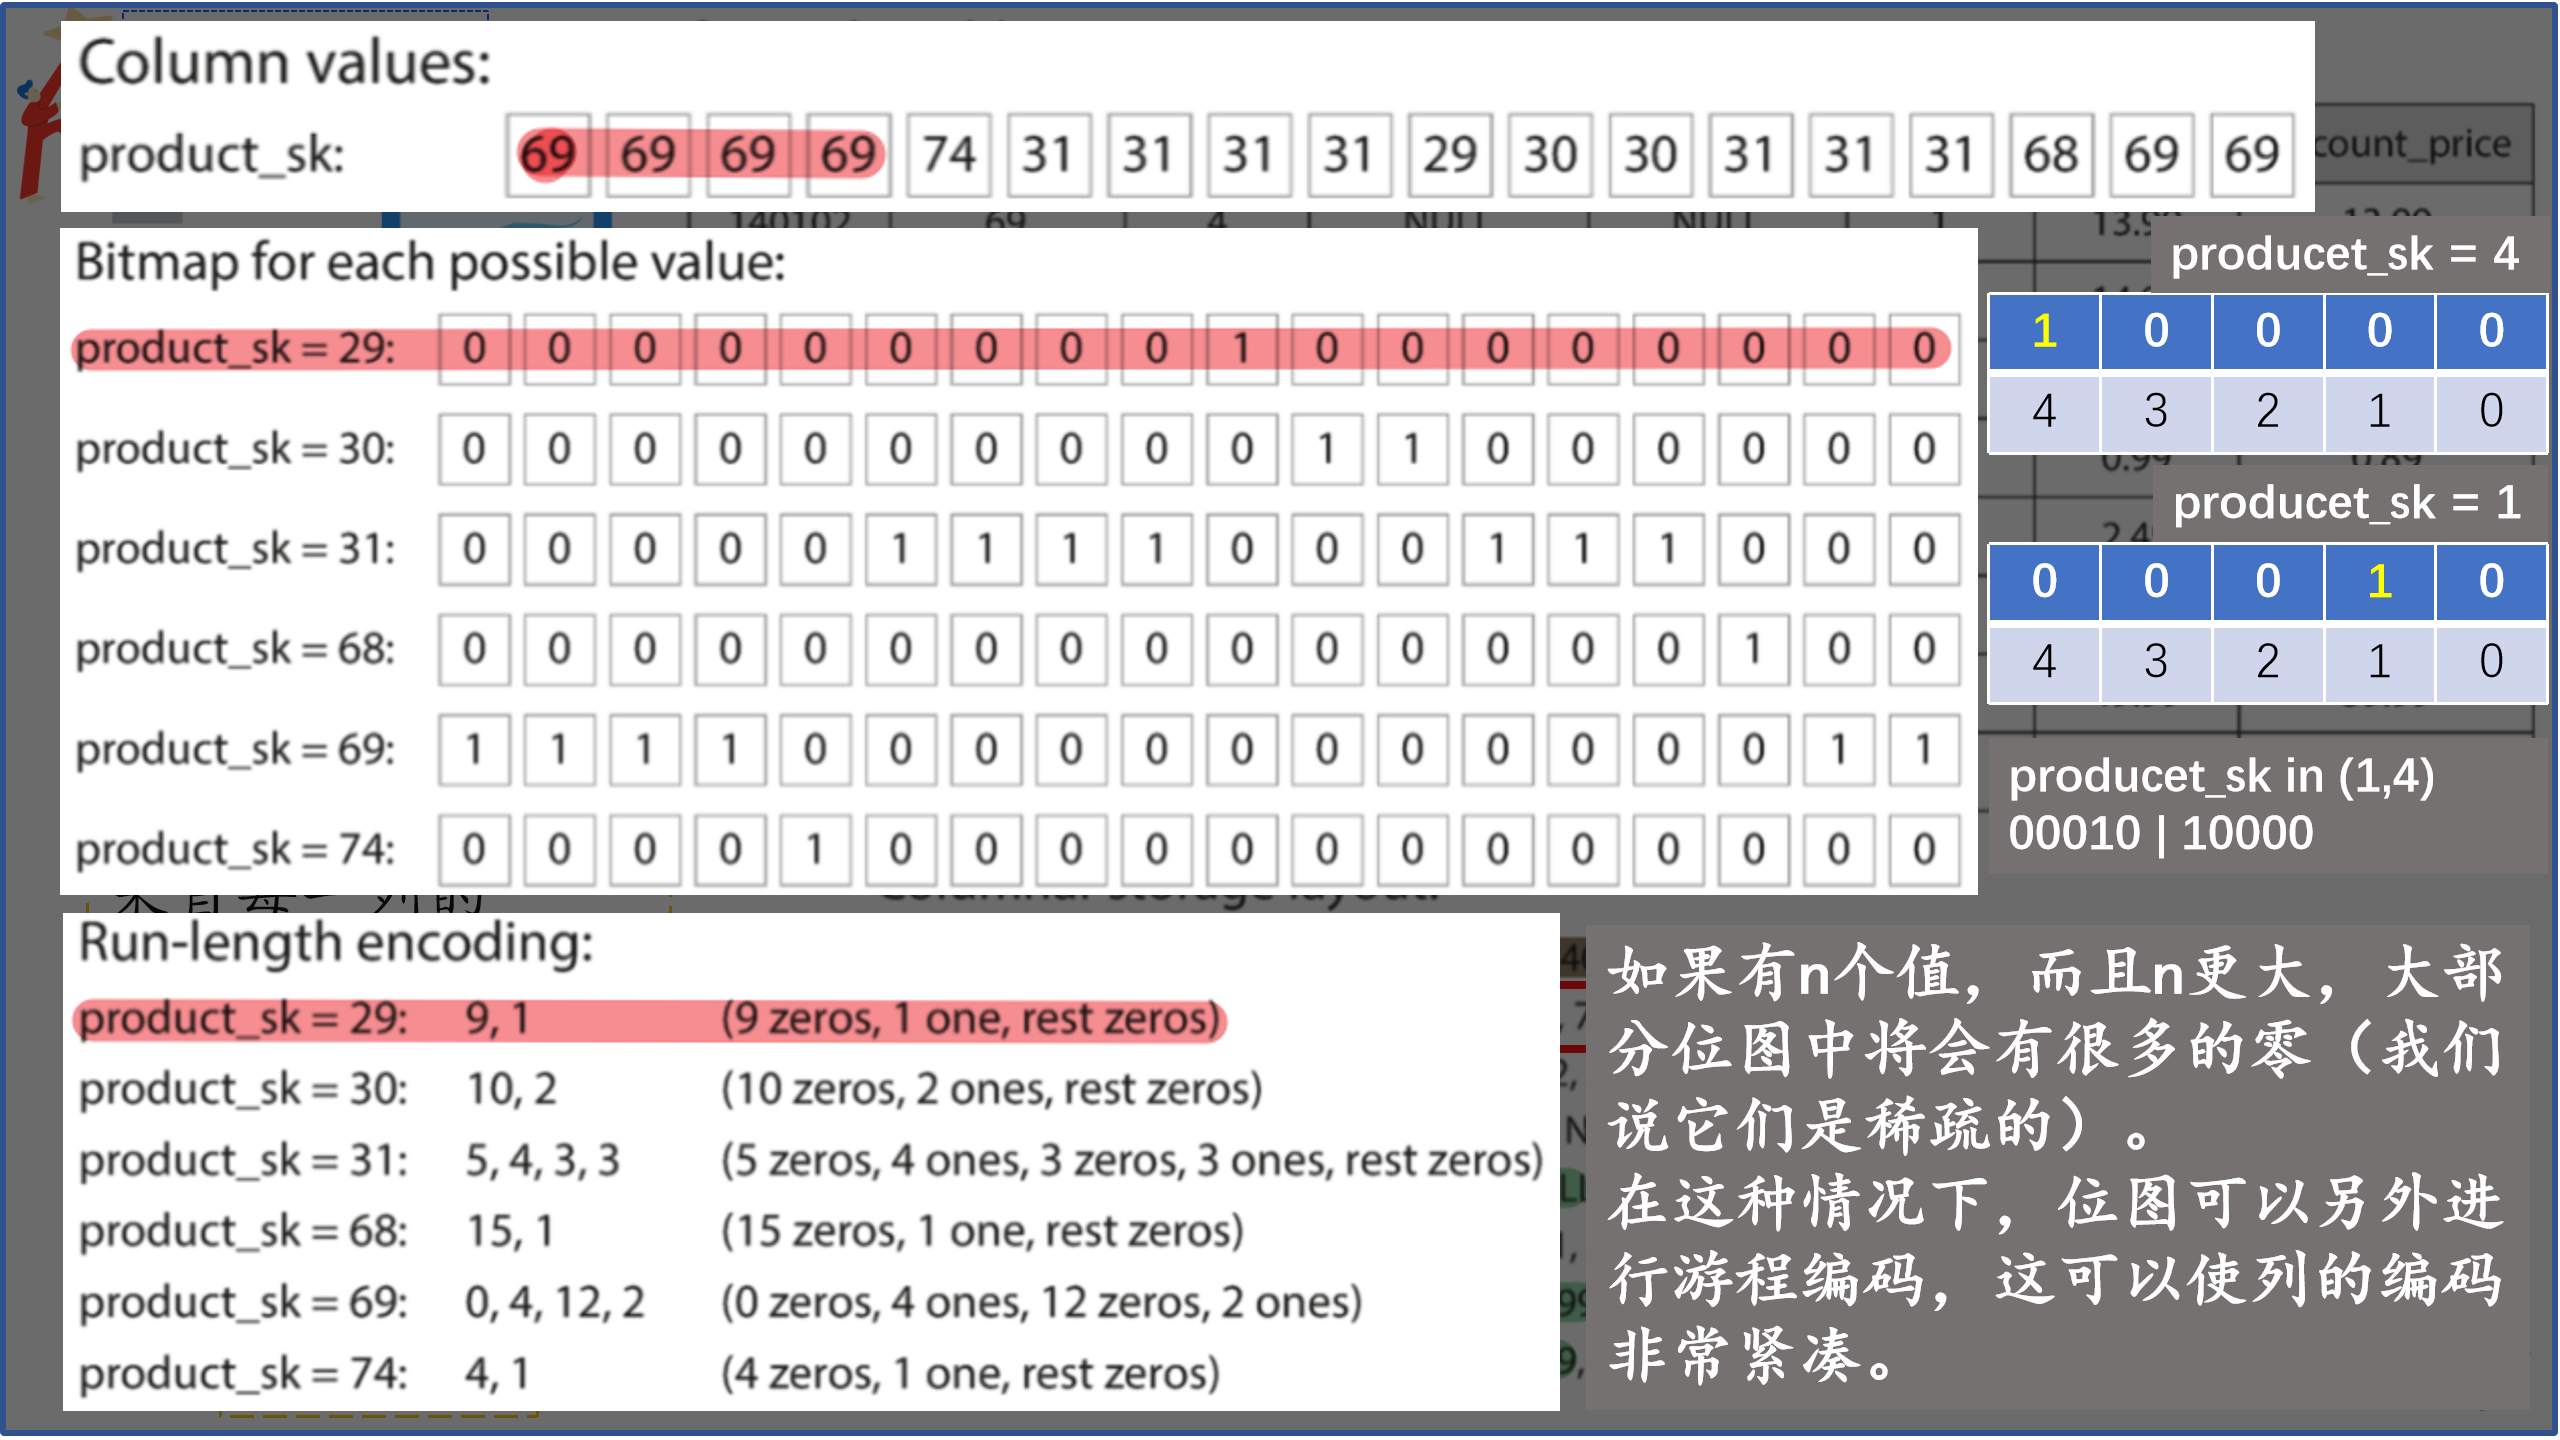 Column values:
product_sk: 69 69 69 69 74 31 31 31 31 29 30 30 31 31 31 68 69 69
count_price
140102 69 4 NULL NULL 1
Bitmap for each possible value:
product_sk = 29: 0 0 0 0 0 0 0 0 0 1 0 0 0 0 0 0 0 0
product_sk = 30: 0 0 0 0 0 0 0 0 0 0 1 1 0 0 0 0 0 0
product_sk = 31: 0 0 0 0 0 1 1 1 1 0 0 0 1 1 1 0 0 0
product_sk = 68: 0 0 0 0 0 0 0 0 0 0 0 0 0 0 0 1 0 0
product_sk = 69: 1 1 1 1 0 0 0 0 0 0 0 0 0 0 0 0 1 1
product_sk = 74: 0 0 0 0 1 0 0 0 0 0 0 0 0 0 0 0 0 0
producet_sk = 4
1 0 0 0 0
4 3 2 1 0
0.99 0.89
producet_sk = 1
0 0 0 1 0
4 3 2 1 0
producet_sk in (1,4)
00010 | 10000
Columnar storage layout:
Run-length encoding:
product_sk = 29: 9, 1 (9 zeros, 1 one, rest zeros)
product_sk = 30: 10, 2 (10 zeros, 2 ones, rest zeros)
product_sk = 31: 5, 4, 3, 3 (5 zeros, 4 ones, 3 zeros, 3 ones, rest zeros)
product_sk = 68: 15, 1 (15 zeros, 1 one, rest zeros)
product_sk = 69: 0, 4, 12, 2 (0 zeros, 4 ones, 12 zeros, 2 ones)
product_sk = 74: 4, 1 (4 zeros, 1 one, rest zeros)
如果有n个值，而且n更大，大部
分位图中将会有很多的零（我们
说它们是稀疏的）。
在这种情况下，位图可以另外进
行游程编码，这可以使列的编码
非常紧凑。